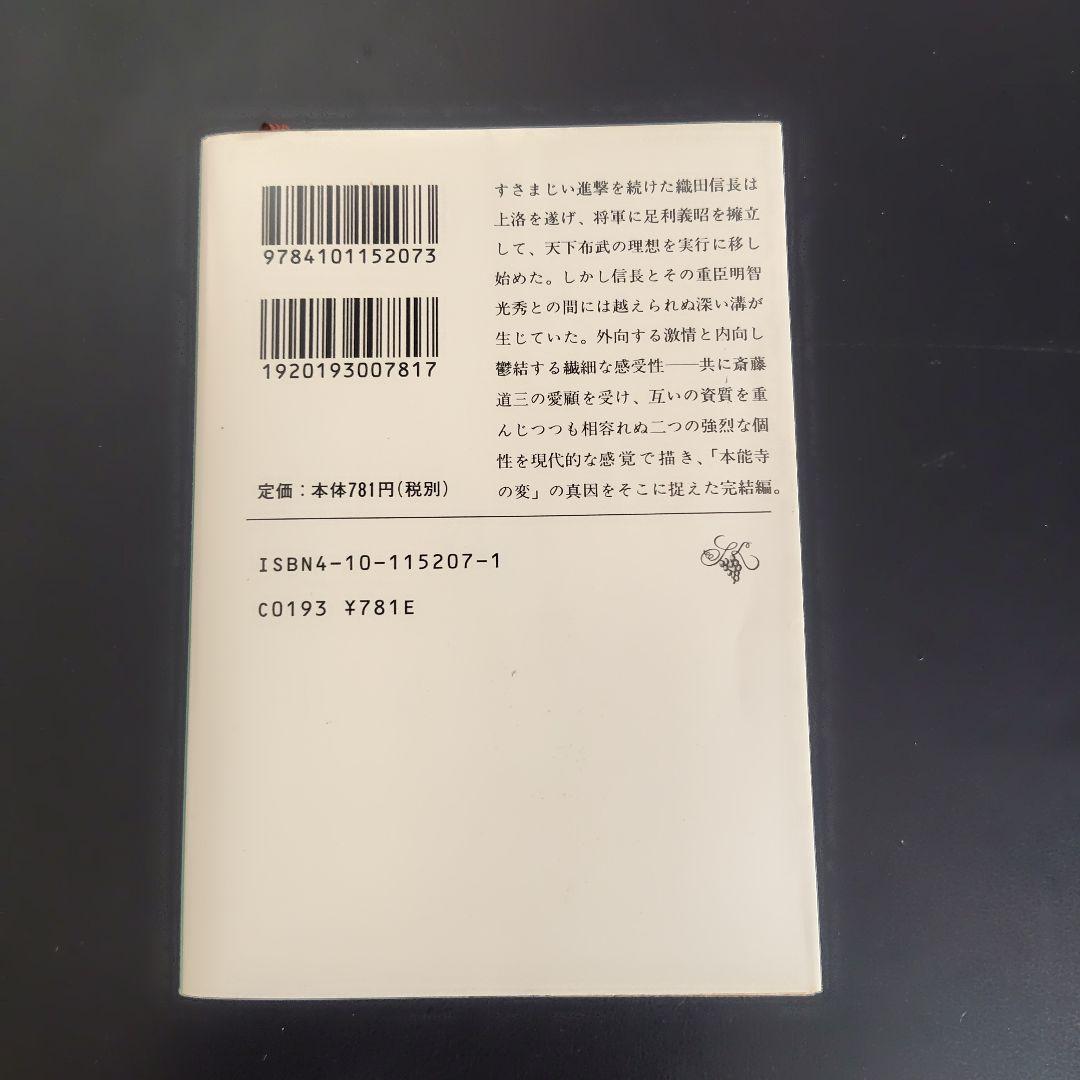 9784101152073
1920193007817
定価：本体781円(税別)
すさまじい進撃を続けた織田信長は
上洛を遂げ、将軍に足利義昭を擁立
して、天下布武の理想を実行に移し
始めた。しかし信長とその重臣明智
光秀との間には越えられぬ深い溝が
生じていた。外向する激情と内向し
鬱結する繊細な感受性——共に斎藤
道三の愛顧を受け、互いの資質を重
んじつつも相容れぬ二つの強烈な個
性を現代的な感覚で描き、「本能寺
の変」の真因をそこに捉えた完結編。
ISBN4-10-115207-1
C0193 ¥781E